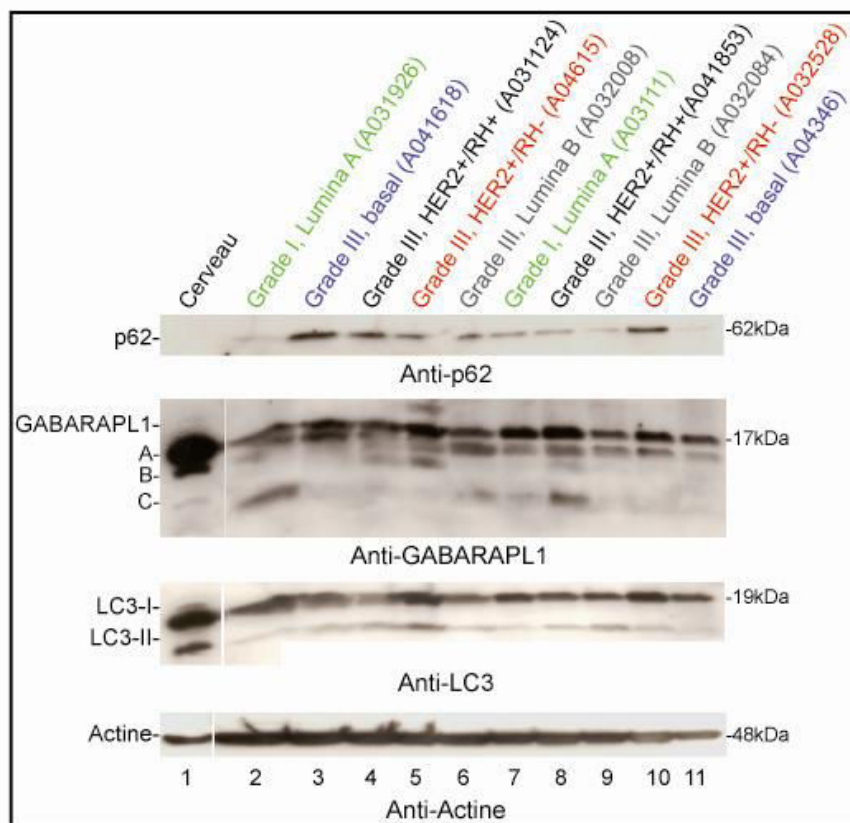 Cerveau
Grade I, Lumina A (A031926)
Grade III, basal (A041618)
Grade III, HER2+/RH+ (A031124)
Grade III, HER2+/RH- (A04615)
Grade III, Lumina B (A032008)
Grade I, Lumina A (A03111)
Grade III, HER2+/RH+(A041853)
Grade III, Lumina B (A032084)
Grade III, HER2+/RH- (A032528)
Grade III, basal (A04346)
p62- -62kDa
Anti-p62
GABARAPL1- -17kDa
A-
B-
C-
Anti-GABARAPL1
LC3-I -19kDa
LC3-II
Anti-LC3
Actine- -48kDa
1 2 3 4 5 6 7 8 9 10 11
Anti-Actine